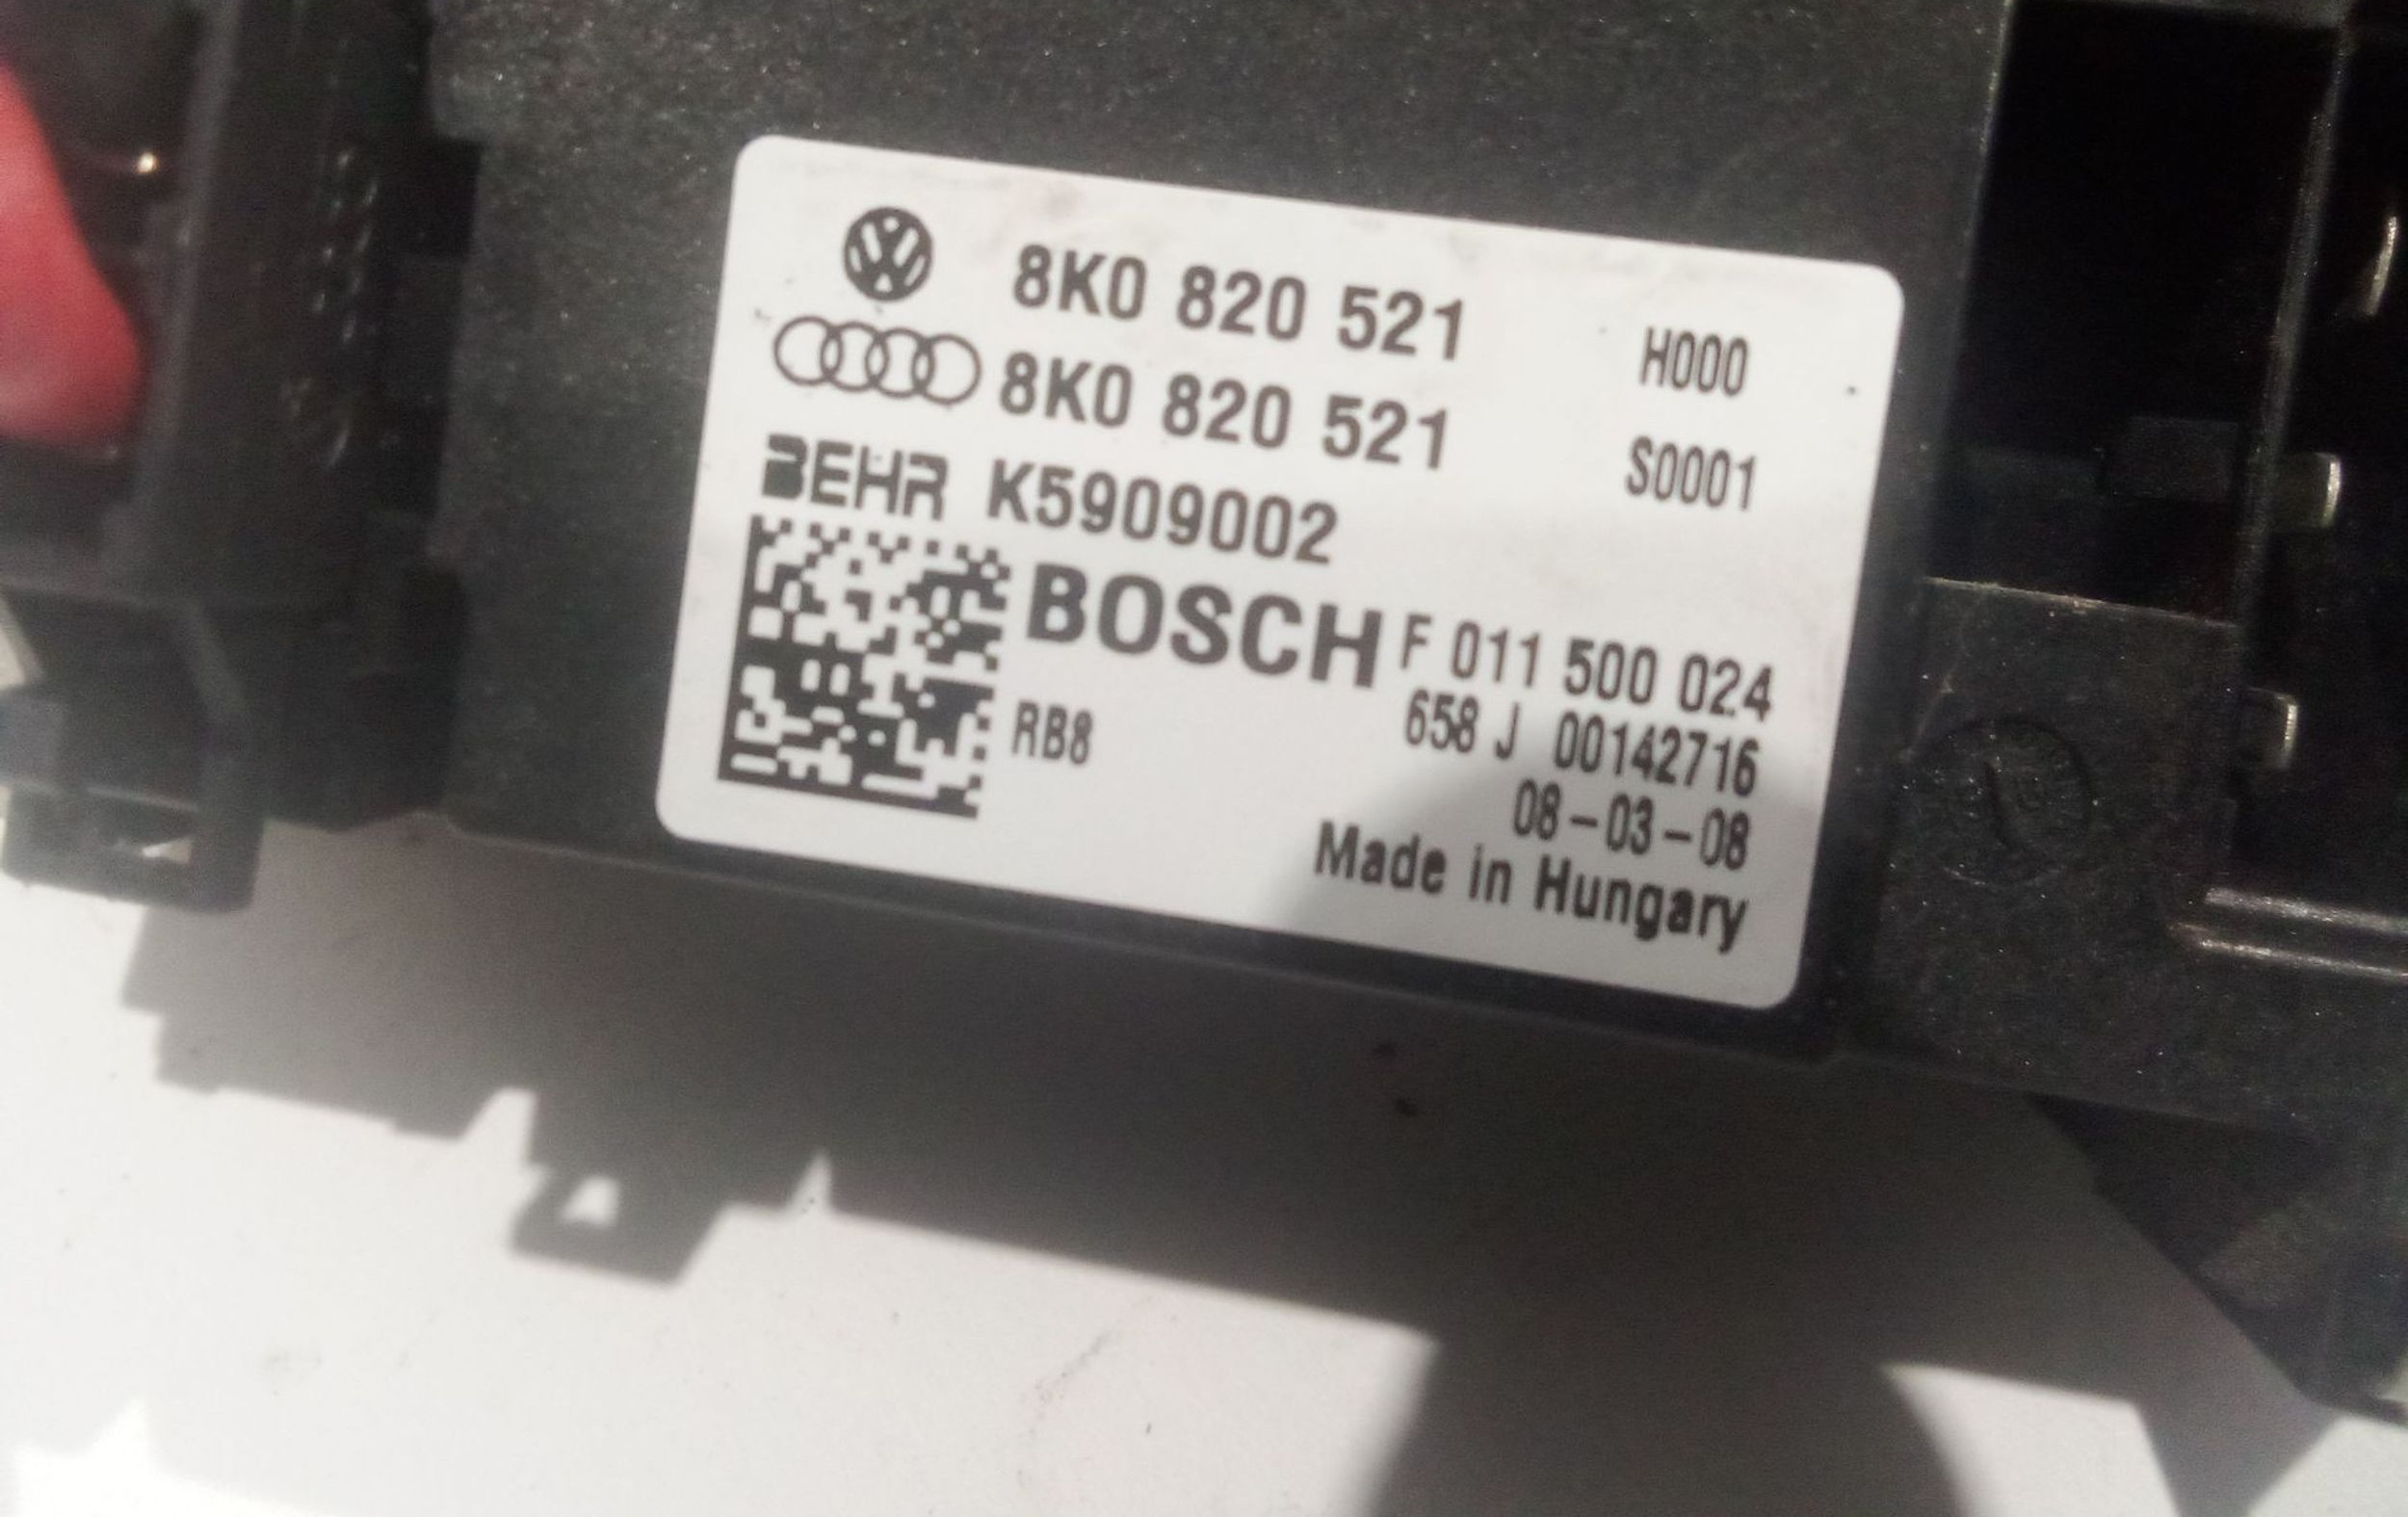 8K0 820 521 H000
8K0 820 521 S0001
BEHR K5909002
BOSCH F 011 500 024
RB8 658 J 00142716
08-03-08
Made in Hungary